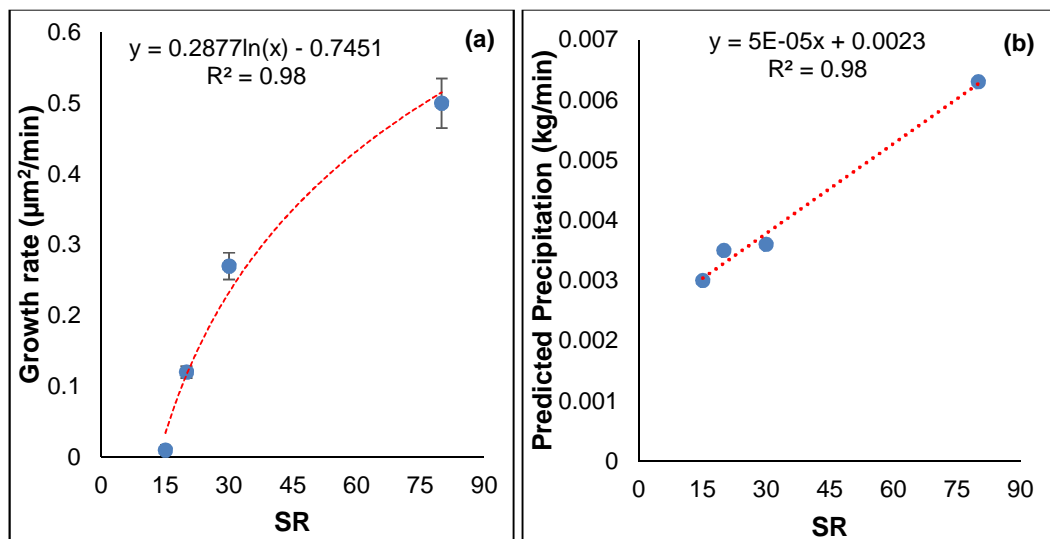 (a)
y = 0.2877ln(x) - 0.7451
R² = 0.98
Growth rate (µm²/min)
0.6
0.5
0.4
0.3
0.2
0.1
0
0 15 30 45 60 75 90
SR
(b)
y = 5E-05x + 0.0023
R² = 0.98
Predicted Precipitation (kg/min)
0.007
0.006
0.005
0.004
0.003
0.002
0.001
0
0 15 30 45 60 75 90
SR